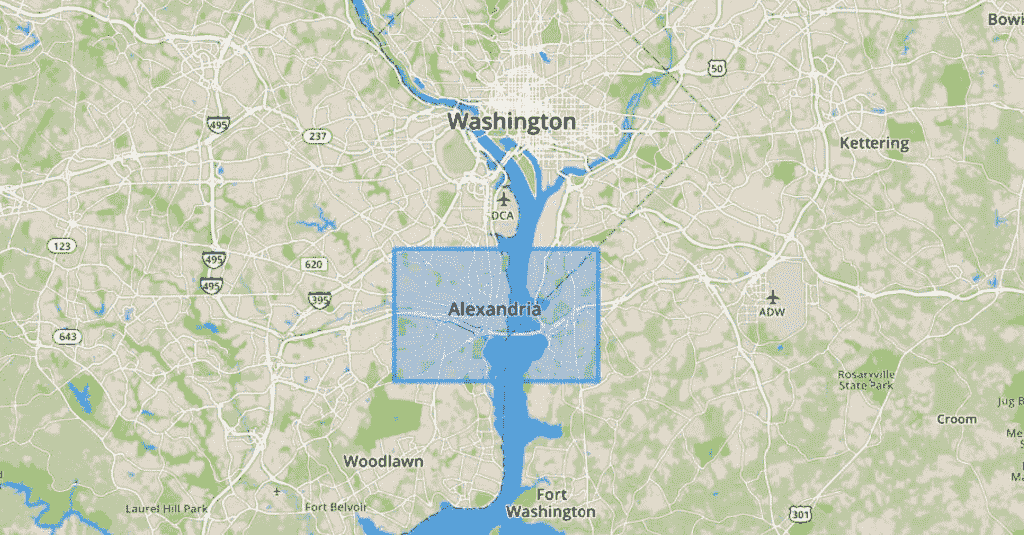 Bowi
50
Washington
495
237
Kettering
DCA
123
495
620
495
395
Alexandria
ADW
643
Rosaryville
State Park
Jug B
Croom
Me
Woodlawn
Fort
Washington
Laurel Hill Park
Fort Belvoir
301